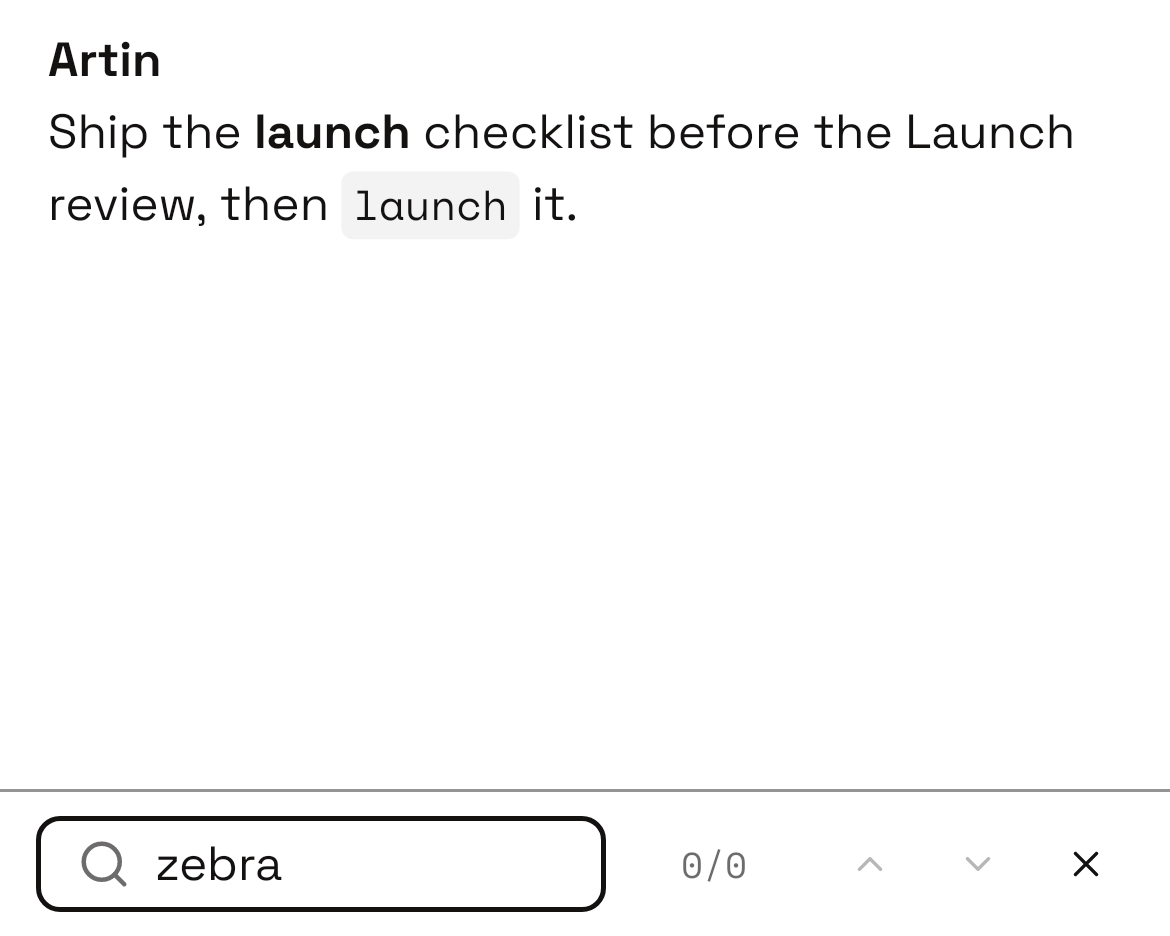 Artin
Ship the launch checklist before the Launch
review, then launch it.
zebra
0/0